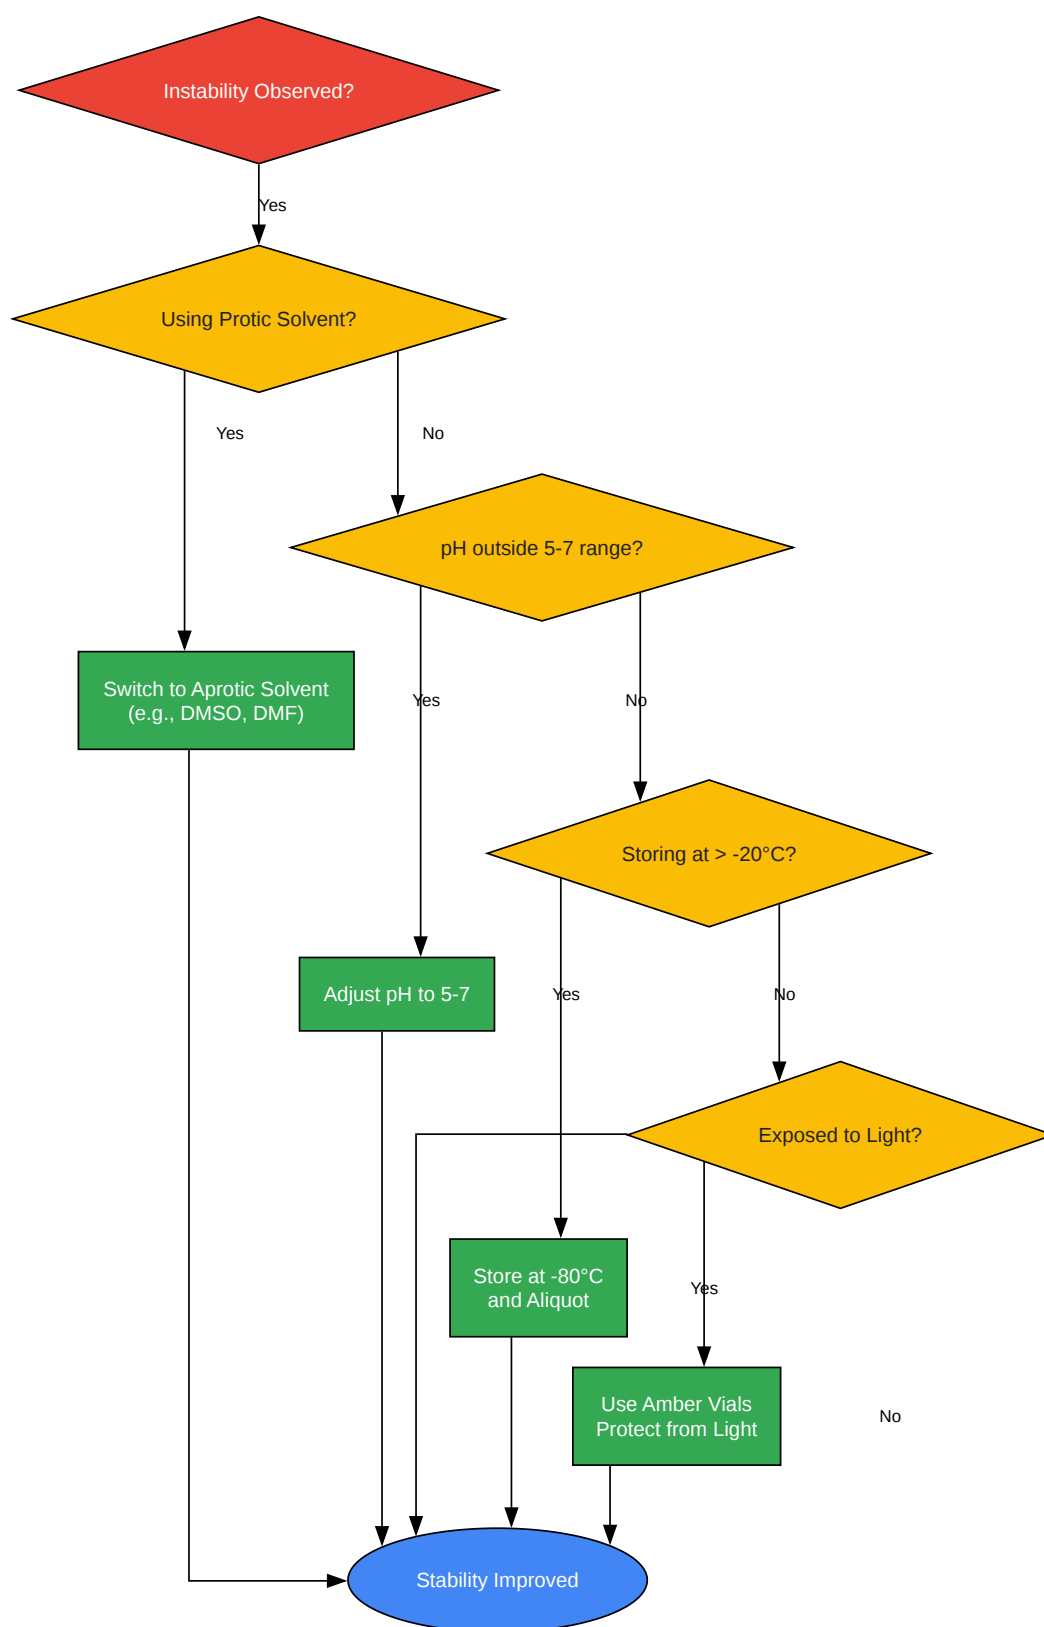 Instability Observed?
Yes
Using Protic Solvent?
Yes
No
pH outside 5-7 range?
Switch to Aprotic Solvent
(e.g., DMSO, DMF)
Yes
No
Storing at > -20°C?
Adjust pH to 5-7
Yes
No
Exposed to Light?
Store at -80°C
and Aliquot
Yes
Use Amber Vials
Protect from Light
No
Stability Improved